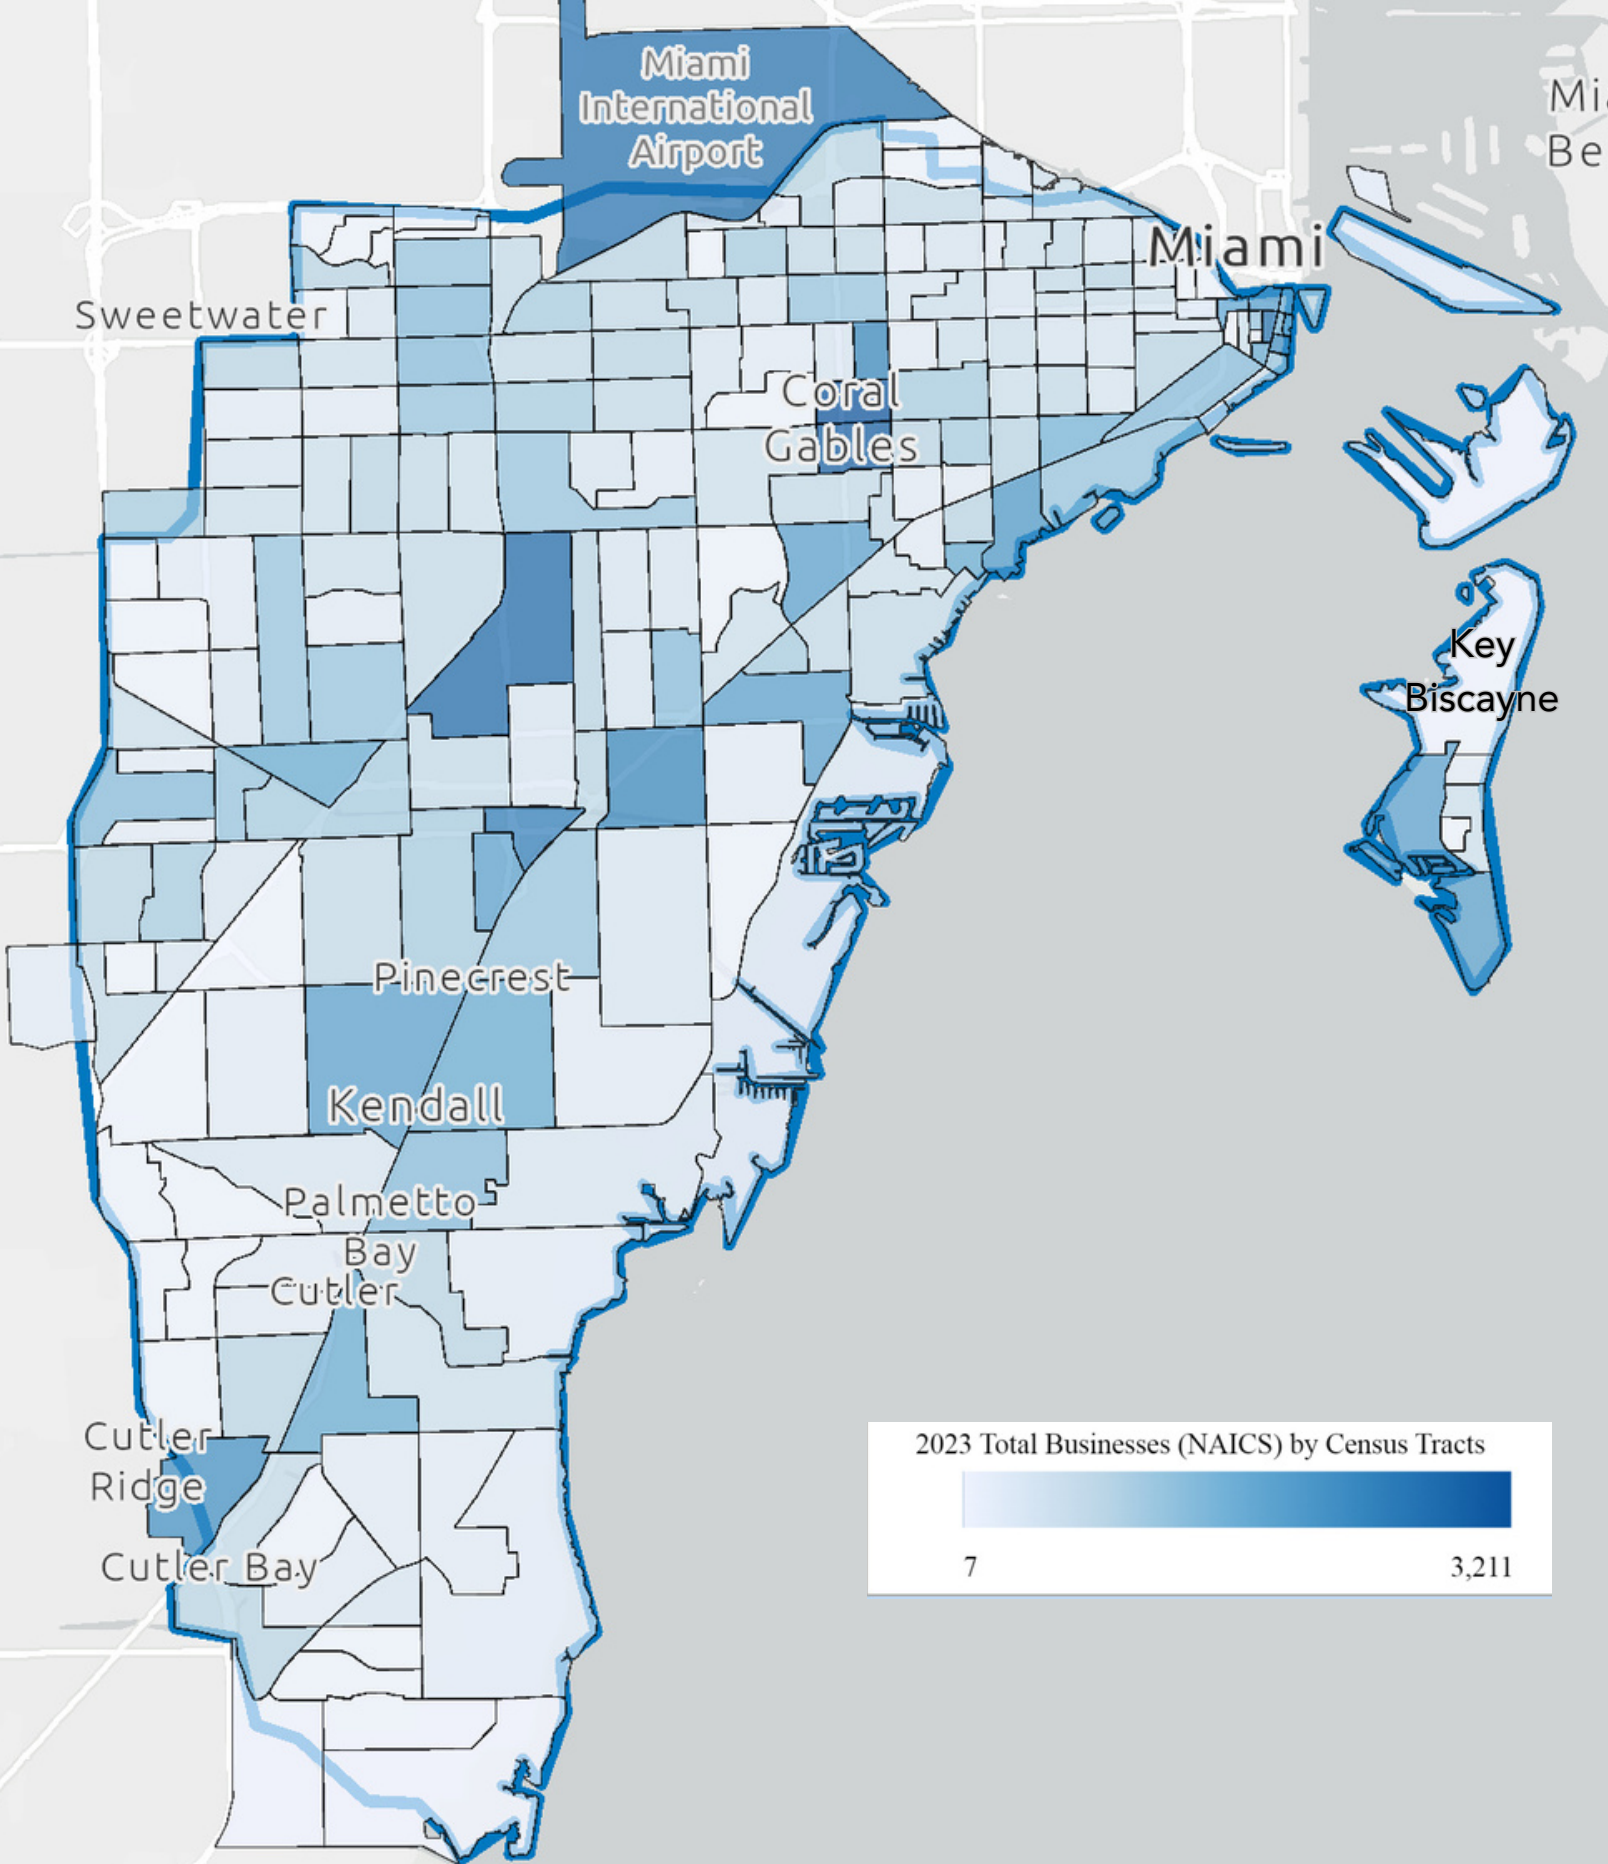 Miami
International
Airport
Mi
Be
Miami
Sweetwater
Coral
Gables
Key
Biscayne
Pinecrest
Kendall
Palmetto
Bay
Cutler
Cutler
Ridge
Cutler Bay
2023 Total Businesses (NAICS) by Census Tracts
7
3,211